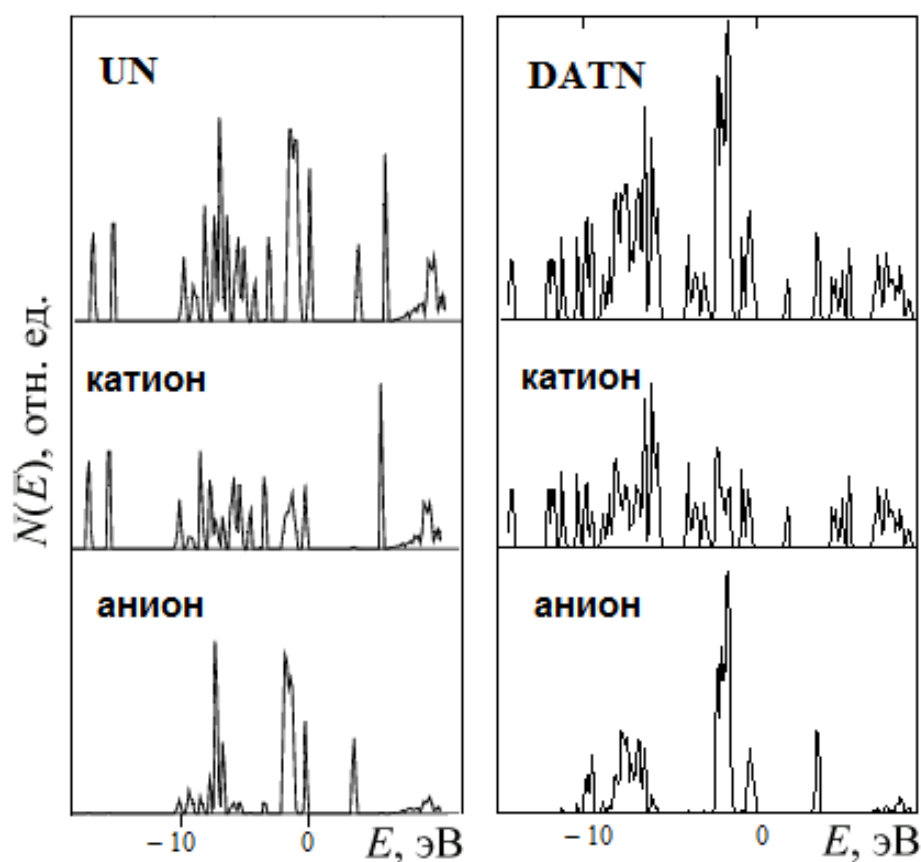 UN
DATN
катион
катион
анион
анион
N(E), отн. ед.
−10
0
E, эВ
−10
0
E, эВ